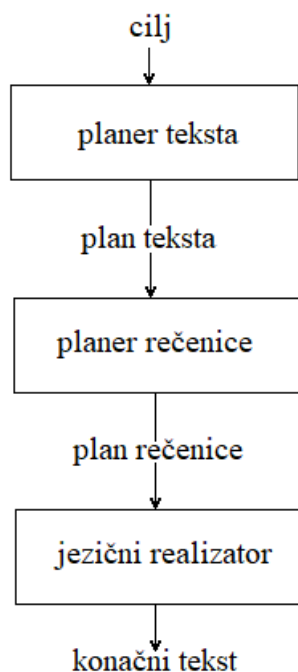 cilj
planer teksta
plan teksta
planer rečenice
plan rečenice
jezični realizator
konačni tekst